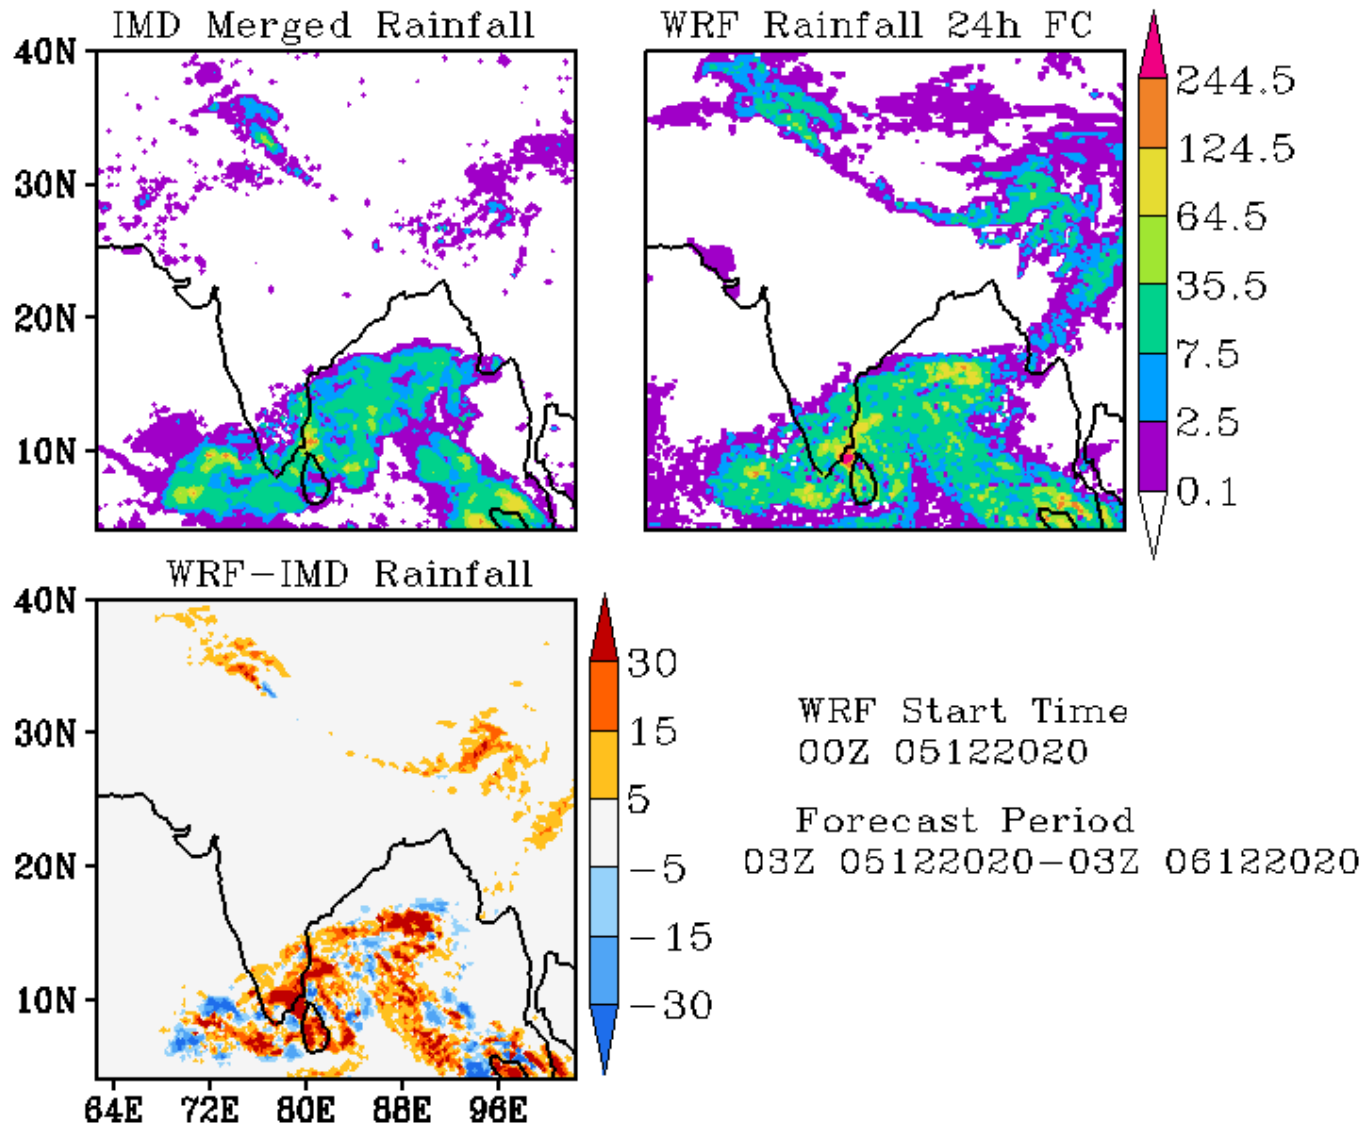 IMD Merged Rainfall
WRF Rainfall 24h FC
40N
30N
20N
10N
244.5
124.5
64.5
35.5
7.5
2.5
0.1
WRF-IMD Rainfall
40N
30N
20N
10N
64E 72E 80E 88E 96E
30
15
5
-5
-15
-30
WRF Start Time
00Z 05122020
Forecast Period
03Z 05122020-03Z 06122020